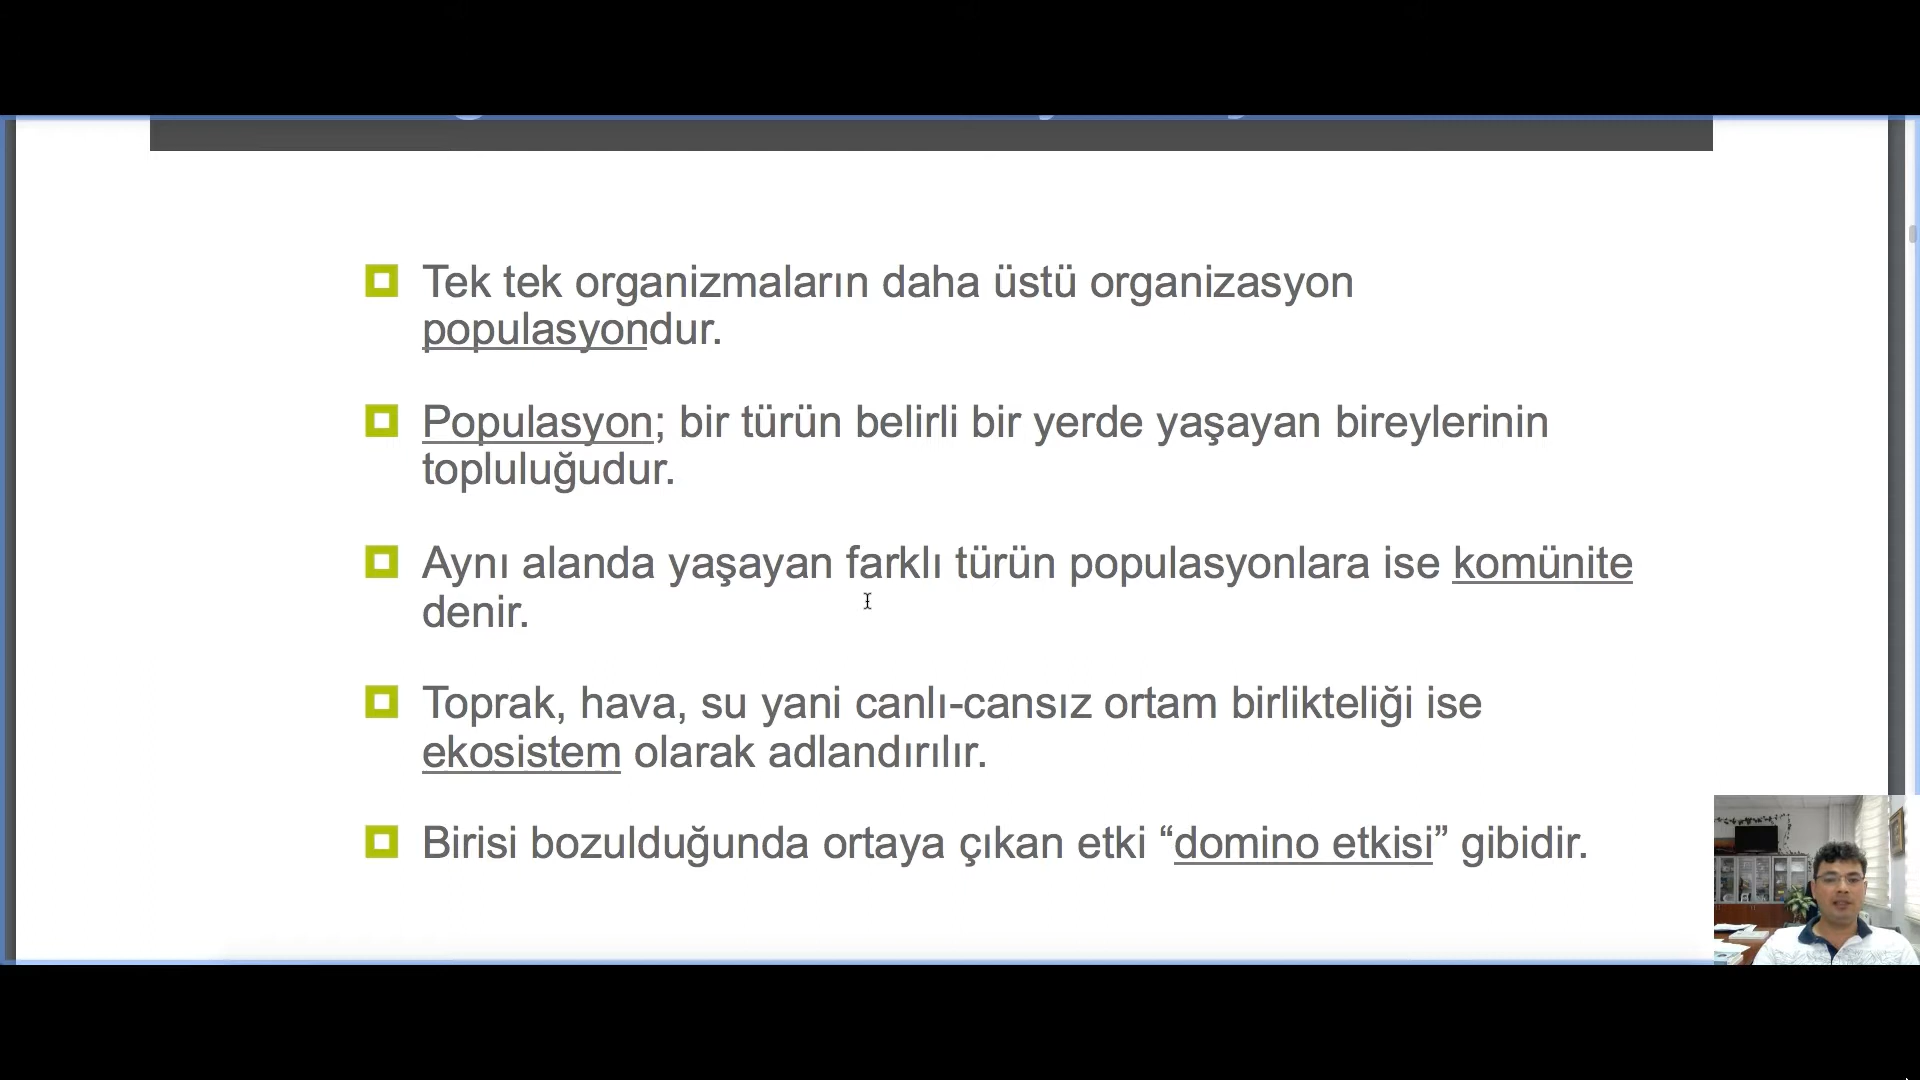 Tek tek organizmaların daha üstü organizasyon
populasyondur.
Populasyon; bir türün belirli bir yerde yaşayan bireylerinin
topluluğudur.
Aynı alanda yaşayan farklı türün populasyonlara ise komünite
denir.
Toprak, hava, su yani canlı-cansız ortam birlikteliği ise
ekosistem olarak adlandırılır.
Birisi bozulduğunda ortaya çıkan etki “domino etkisi” gibidir.